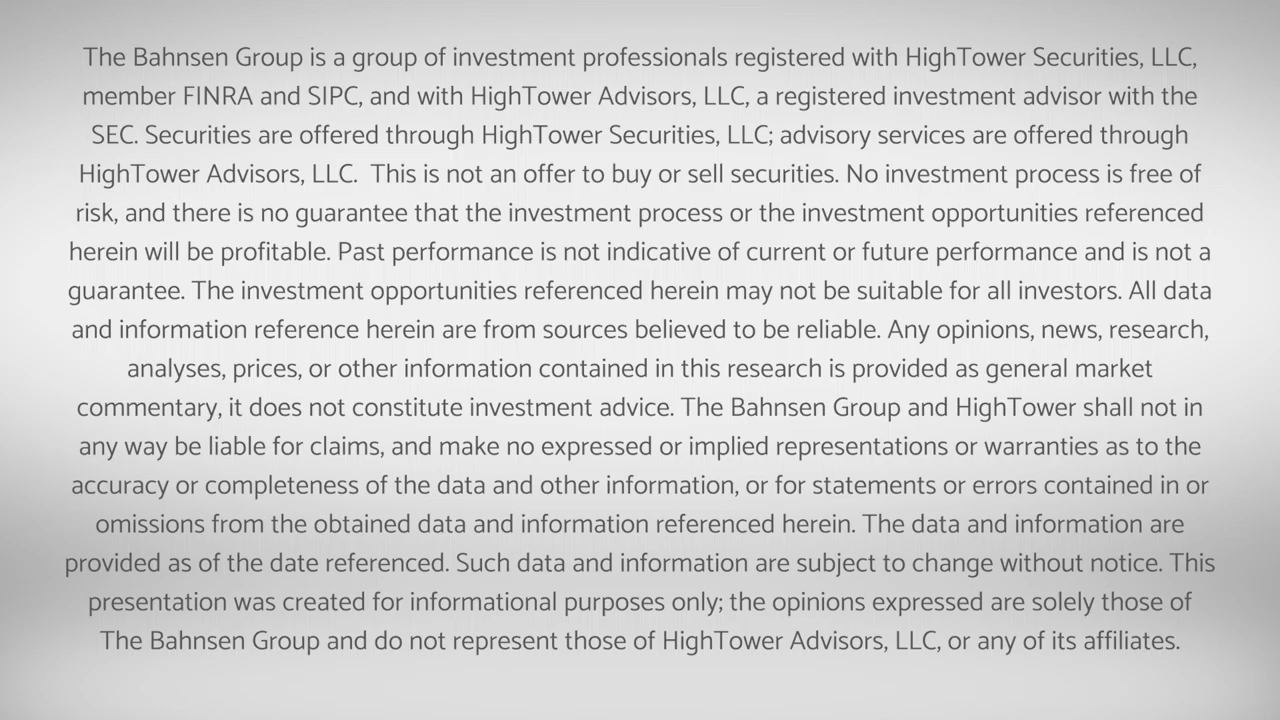 The Bahnsen Group is a group of investment professionals registered with HighTower Securities, LLC,
member FINRA and SIPC, and with HighTower Advisors, LLC, a registered investment advisor with the
SEC. Securities are offered through HighTower Securities, LLC; advisory services are offered through
HighTower Advisors, LLC.  This is not an offer to buy or sell securities. No investment process is free of
risk, and there is no guarantee that the investment process or the investment opportunities referenced
herein will be profitable. Past performance is not indicative of current or future performance and is not a
guarantee. The investment opportunities referenced herein may not be suitable for all investors. All data
and information reference herein are from sources believed to be reliable. Any opinions, news, research,
analyses, prices, or other information contained in this research is provided as general market
commentary, it does not constitute investment advice. The Bahnsen Group and HighTower shall not in
any way be liable for claims, and make no expressed or implied representations or warranties as to the
accuracy or completeness of the data and other information, or for statements or errors contained in or
omissions from the obtained data and information referenced herein. The data and information are
provided as of the date referenced. Such data and information are subject to change without notice. This
presentation was created for informational purposes only; the opinions expressed are solely those of
The Bahnsen Group and do not represent those of HighTower Advisors, LLC, or any of its affiliates.